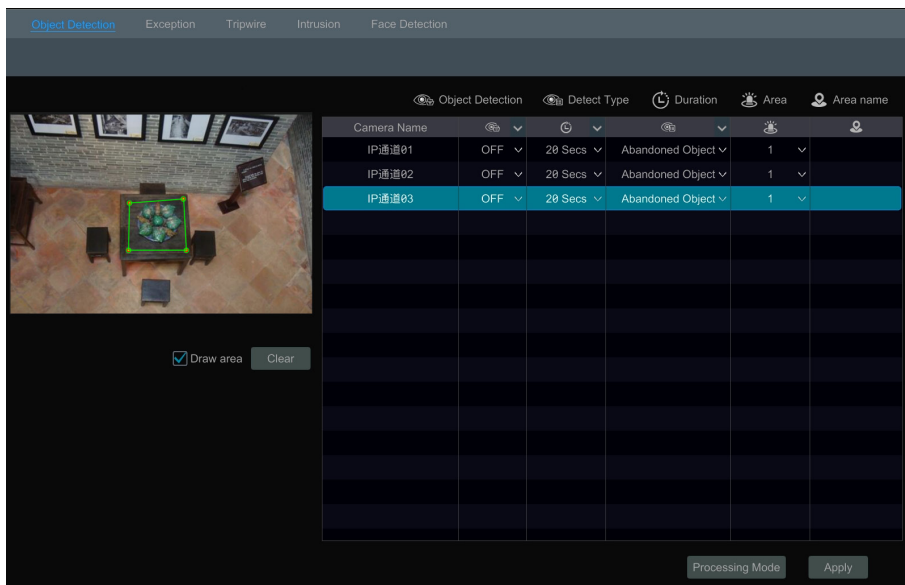 Object Detection Exception Tripwire Intrusion Face Detection
Object Detection Detect Type Duration Area Area name
Camera Name
IP通道01 OFF 20 Secs Abandoned Object 1
IP通道02 OFF 20 Secs Abandoned Object 1
IP通道03 OFF 20 Secs Abandoned Object 1
Draw area Clear
Processing Mode Apply